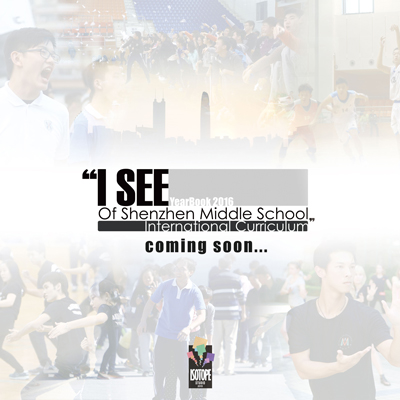 “I SEE
YearBook 2016
Of Shenzhen Middle School
International Curriculum”
coming soon...
ISOTOPE